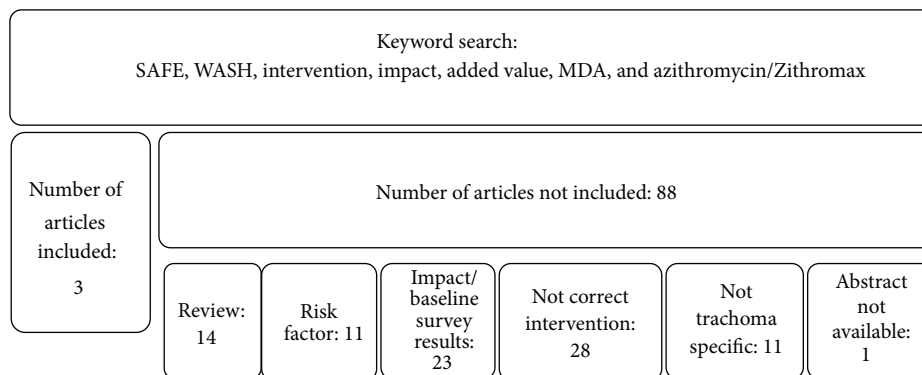 Keyword search:
SAFE, WASH, intervention, impact, added value, MDA, and azithromycin/Zithromax
Number of
articles
included:
3
Number of articles not included: 88
Review:
14
Risk
factor: 11
Impact/
baseline
survey
results:
23
Not correct
intervention:
28
Not
trachoma
specific: 11
Abstract
not
available:
1